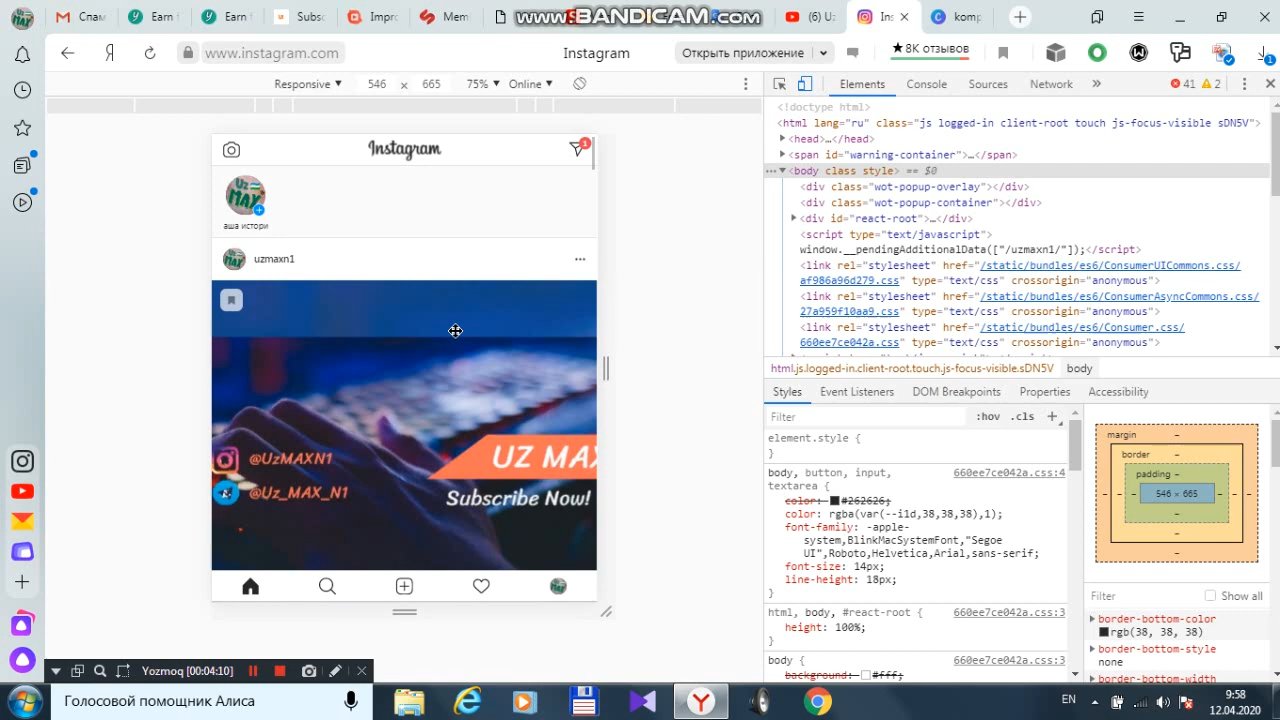 Спам
Earn
Earn f
Subsc
Impro
Mem
www.BANDICAM.com
(6) Uz
Ins
komp
www.instagram.com
Instagram
Открыть приложение
★8K отзывов
Responsive
546 × 665
75%
Online
Elements
Console
Sources
Network
41
2
<!doctype html>
<html lang="ru" class="js logged-in client-root touch js-focus-visible sDN5V">
<head>…</head>
<span id="warning-container">…</span>
<body class style> == $0
<div class="wot-popup-overlay"></div>
<div class="wot-popup-container"></div>
<div id="react-root">…</div>
<script type="text/javascript">
window.__pendingAdditionalData(["/uzmaxn1/"]);</script>
<link rel="stylesheet" href="/static/bundles/es6/ConsumerUICommons.css/
af986a96d279.css" type="text/css" crossorigin="anonymous">
<link rel="stylesheet" href="/static/bundles/es6/ConsumerAsyncCommons.css/
27a959f10aa9.css" type="text/css" crossorigin="anonymous">
<link rel="stylesheet" href="/static/bundles/es6/Consumer.css/
660ee7ce042a.css" type="text/css" crossorigin="anonymous">
Instagram
1
Uz
MAX
аша истори
uzmaxn1
@UzMAXN1
@Uz_MAX_N1
UZ MAX
Subscribe Now!
html.js.logged-in.client-root.touch.js-focus-visible.sDN5V
body
Styles
Event Listeners
DOM Breakpoints
Properties
Accessibility
Filter
:hov .cls +
element.style {
}
body, button, input,
660ee7ce042a.css:4
textarea {
color: #262626;
color: rgba(var(--i1d,38,38,38),1);
font-family: -apple-
system,BlinkMacSystemFont,"Segoe
UI",Roboto,Helvetica,Arial,sans-serif;
font-size: 14px;
line-height: 18px;
}
html, body, #react-root {
660ee7ce042a.css:3
height: 100%;
}
body {
660ee7ce042a.css:3
background: #fff;
margin –
border –
padding –
546 × 665
Filter
Show all
border-bottom-color
rgb(38, 38, 38)
border-bottom-style
none
border-bottom-width
Yozmoq (00:04:10)
Голосовой помощник Алиса
EN
9:58
12.04.2020